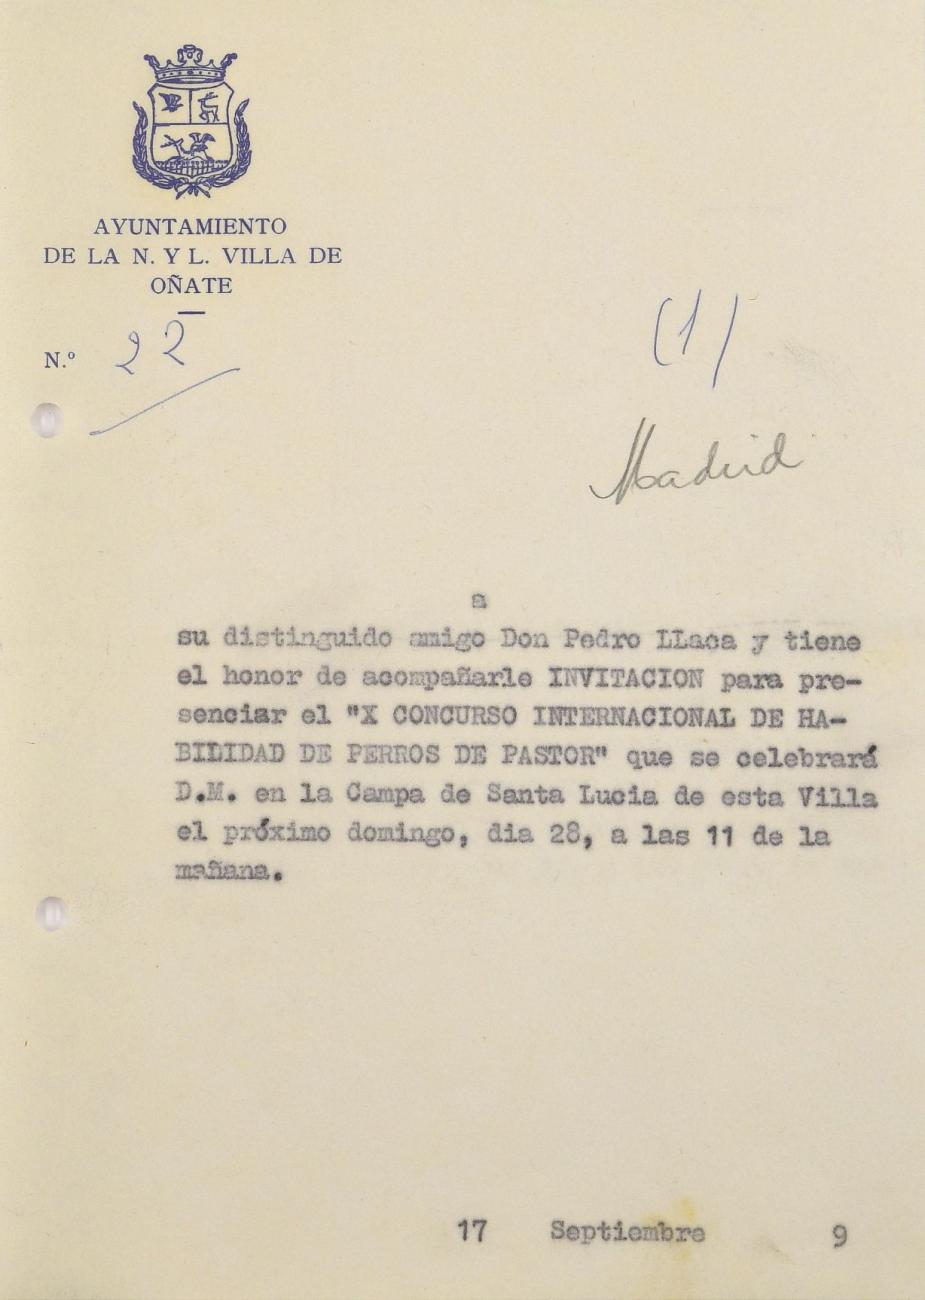 AYUNTAMIENTO
DE LA N. Y L. VILLA DE
OÑATE
N.º 22
(1)
Madrid
a
su distinguido amigo Don Pedro LLaca y tiene
el honor de acompañarle INVITACION para pre-
senciar el "X CONCURSO INTERNACIONAL DE HA-
BILIDAD DE PERROS DE PASTOR" que se celebrará
D.M. en la Campa de Santa Lucia de esta Villa
el próximo domingo, dia 28, a las 11 de la
mañana.
17 Septiembre 9